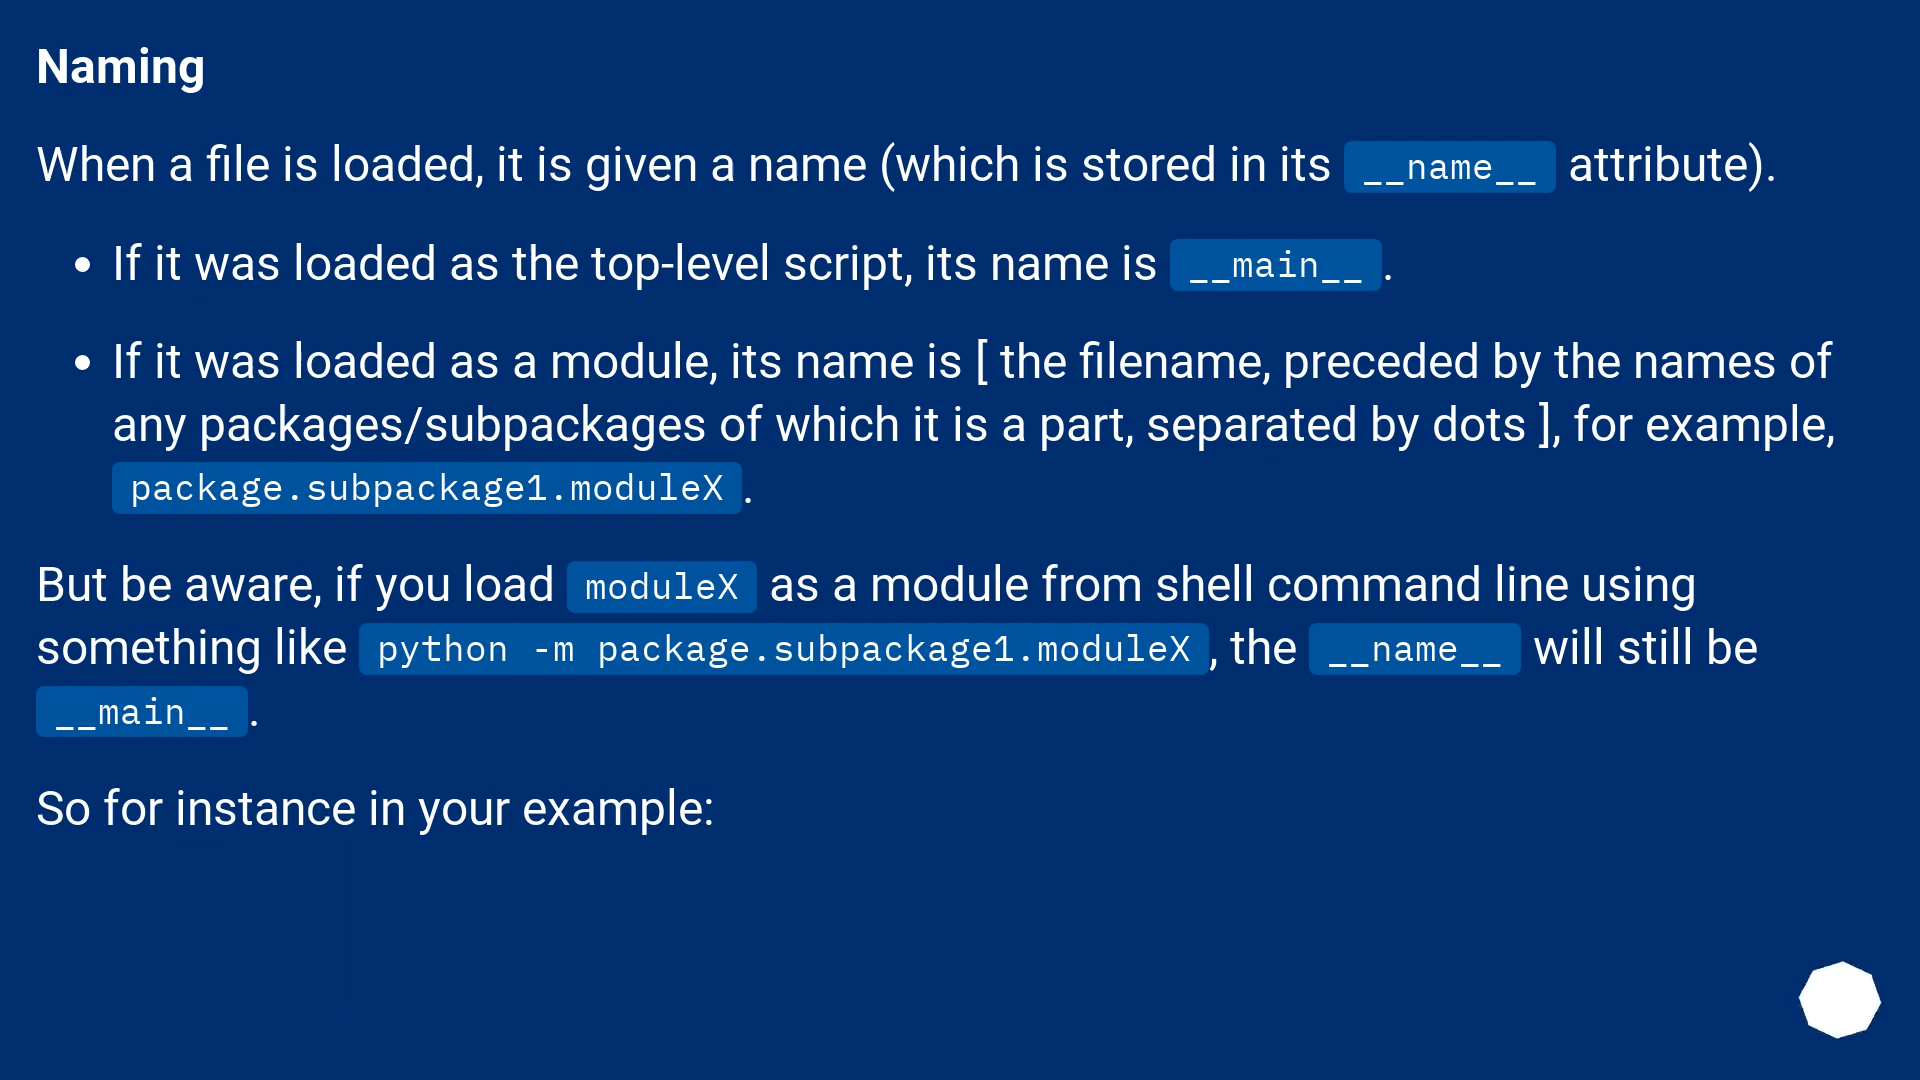 Naming
When a file is loaded, it is given a name (which is stored in its __name__ attribute).
• If it was loaded as the top-level script, its name is __main__.
• If it was loaded as a module, its name is [ the filename, preceded by the names of
any packages/subpackages of which it is a part, separated by dots ], for example,
package.subpackage1.moduleX.
But be aware, if you load moduleX as a module from shell command line using
something like python -m package.subpackage1.moduleX, the __name__ will still be
__main__.
So for instance in your example: